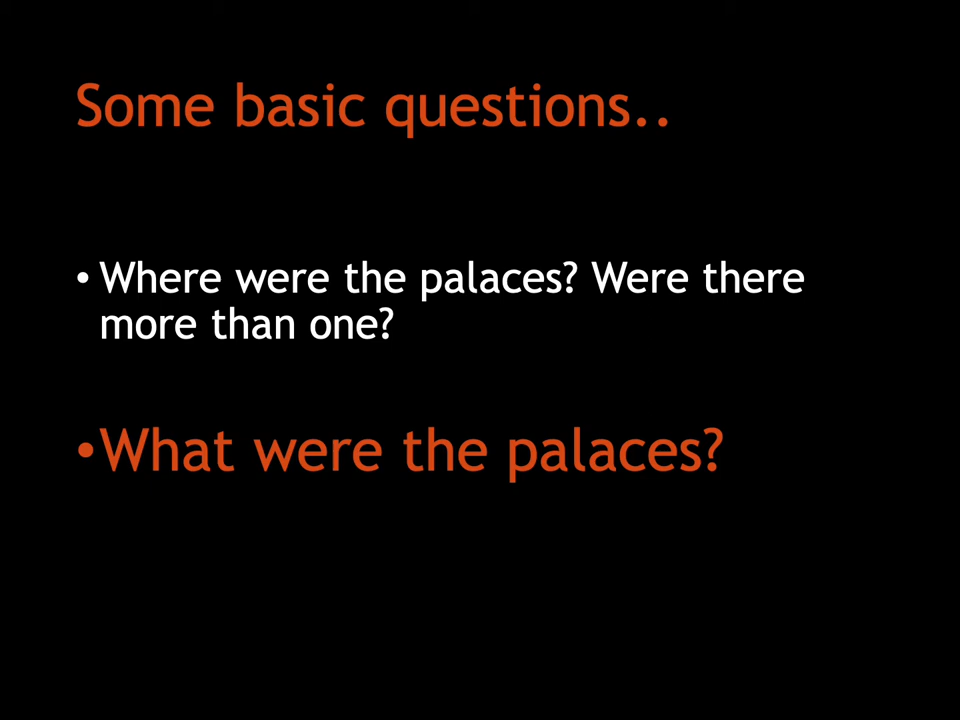 Some basic questions..
• Where were the palaces? Were there
more than one?
•What were the palaces?